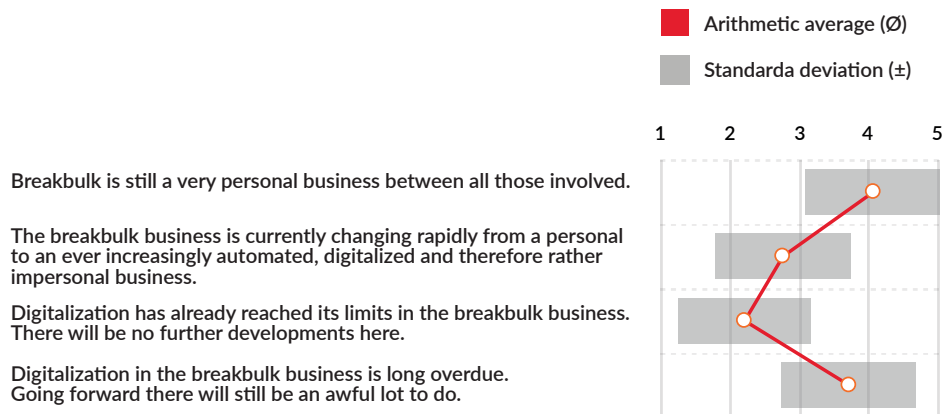 Arithmetic average (Ø)
Standarda deviation (±)
1 2 3 4 5
Breakbulk is still a very personal business between all those involved.
The breakbulk business is currently changing rapidly from a personal
to an ever increasingly automated, digitalized and therefore rather
impersonal business.
Digitalization has already reached its limits in the breakbulk business.
There will be no further developments here.
Digitalization in the breakbulk business is long overdue.
Going forward there will still be an awful lot to do.